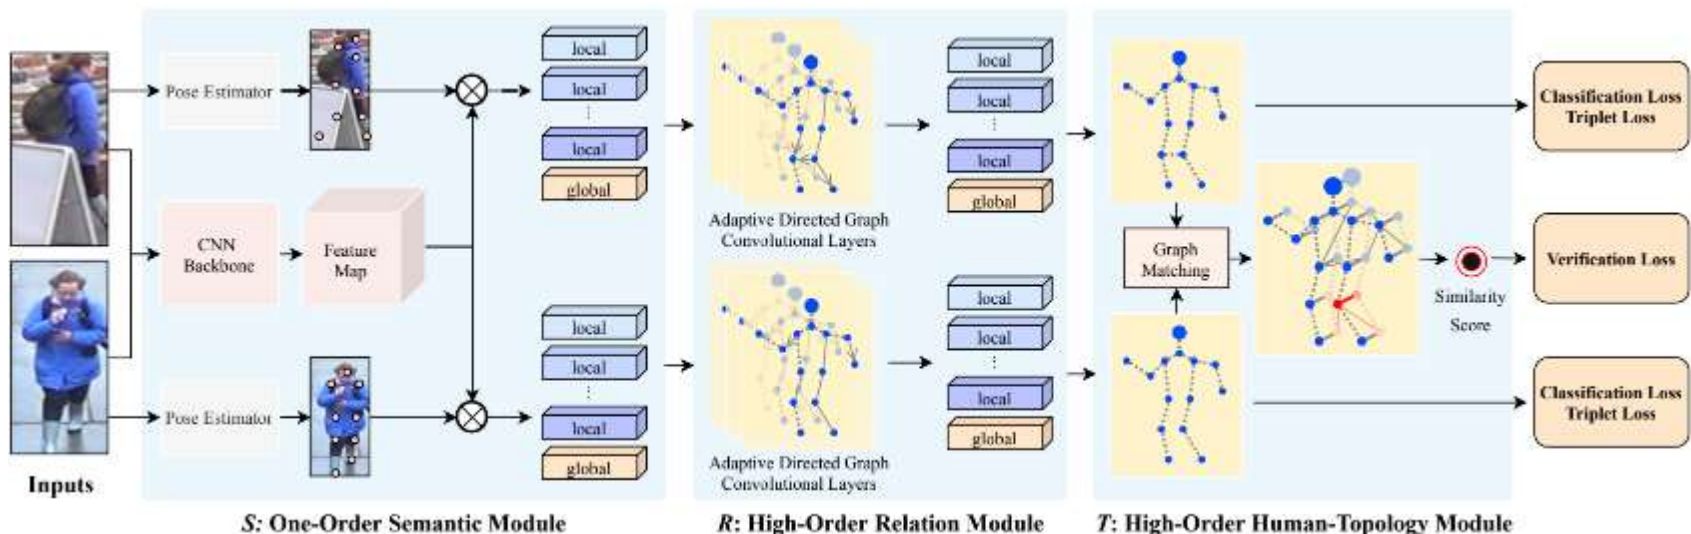 Inputs
Pose Estimator
CNN
Backbone
Feature
Map
Pose Estimator
local
local
local
global
local
local
local
global
S: One-Order Semantic Module
Adaptive Directed Graph
Convolutional Layers
Adaptive Directed Graph
Convolutional Layers
local
local
local
global
local
local
local
global
R: High-Order Relation Module
Graph
Matching
Similarity
Score
T: High-Order Human-Topology Module
Classification Loss
Triplet Loss
Verification Loss
Classification Loss
Triplet Loss